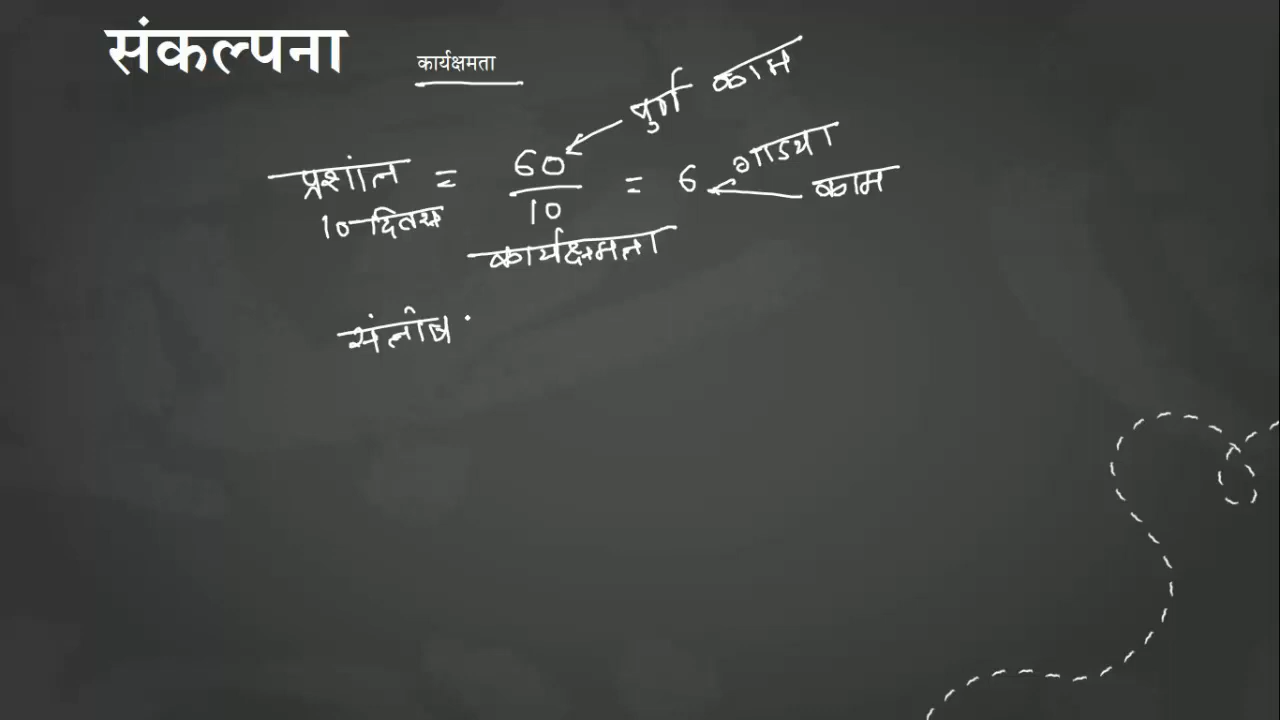 संकल्पना
कार्यक्षमता
पुर्ण काम
प्रशांत = 60/10 = 6 गाड्या
काम
10 दिवस
कार्यक्षमता
संतोष